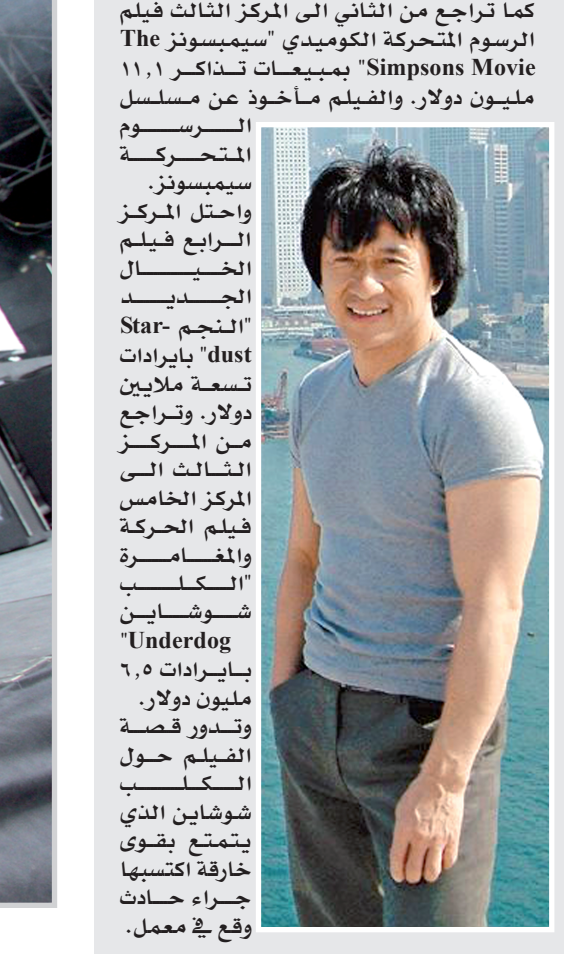 كما تراجع من الثاني الى المركز الثالث فيلم
الرسوم المتحركة الكوميدي "سيمبسونز The
Simpsons Movie" بمبيعات تذاكر ١١,١
مليون دولار. والفيلم مأخوذ عن مسلسل
الرسوم
المتحركة
سيمبسونز.
واحتل المركز
الرابع فيلم
الخيال
الجديد
"النجم Star-
dust" بايرادات
تسعة ملايين
دولار. وتراجع
من المركز
الثالث الى
المركز الخامس
فيلم الحركة
والمغامرة
"الكلب
شوشاين
Underdog"
بايرادات ٦,٥
مليون دولار.
وتدور قصة
الفيلم حول
الكلب
شوشاين الذي
يتمتع بقوى
خارقة اكتسبها
جراء حادث
وقع في معمل.